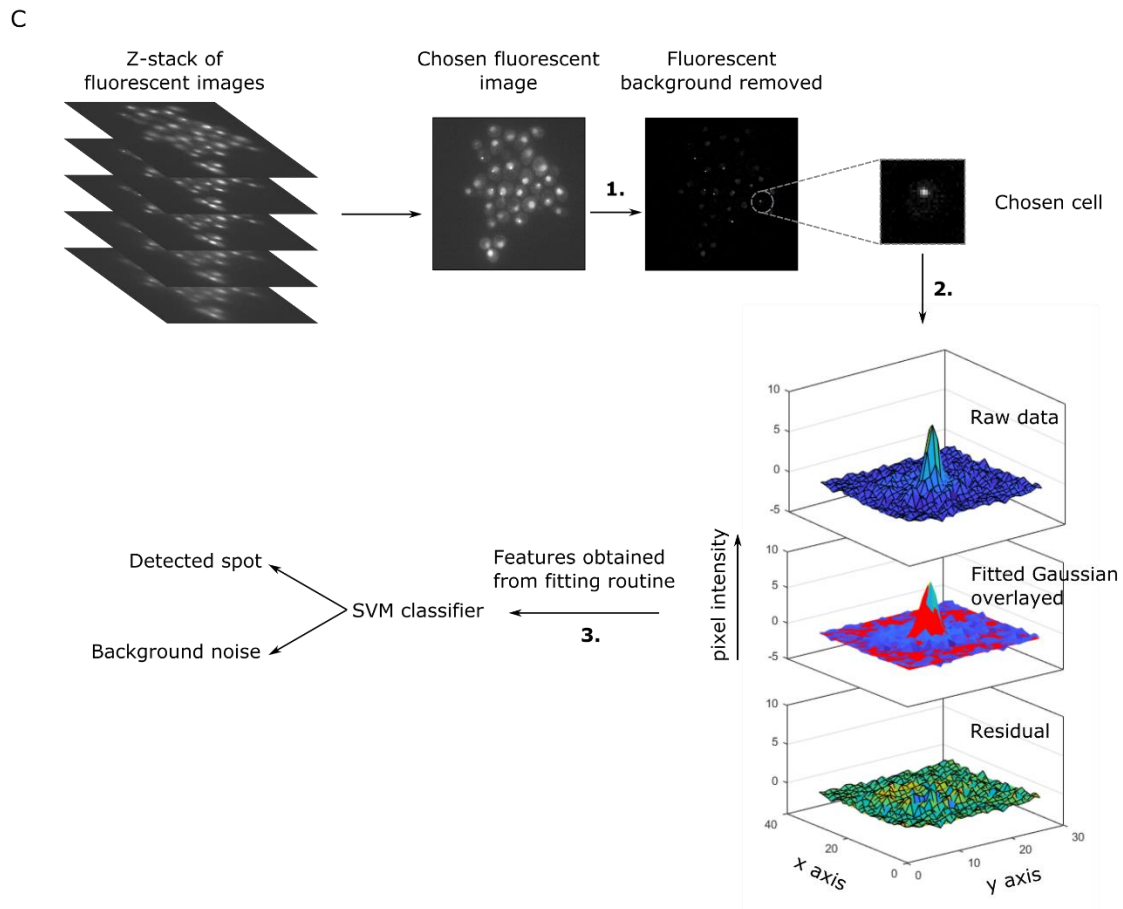 C
Z-stack of
fluorescent images
Chosen fluorescent
image
Fluorescent
background removed
1.
Chosen cell
2.
10
5
0
-5
Raw data
10
5
0
-5
Fitted Gaussian
overlayed
pixel intensity
10
5
0
Residual
40
20
0
x axis
0
10
20
30
y axis
Features obtained
from fitting routine
3.
SVM classifier
Detected spot
Background noise